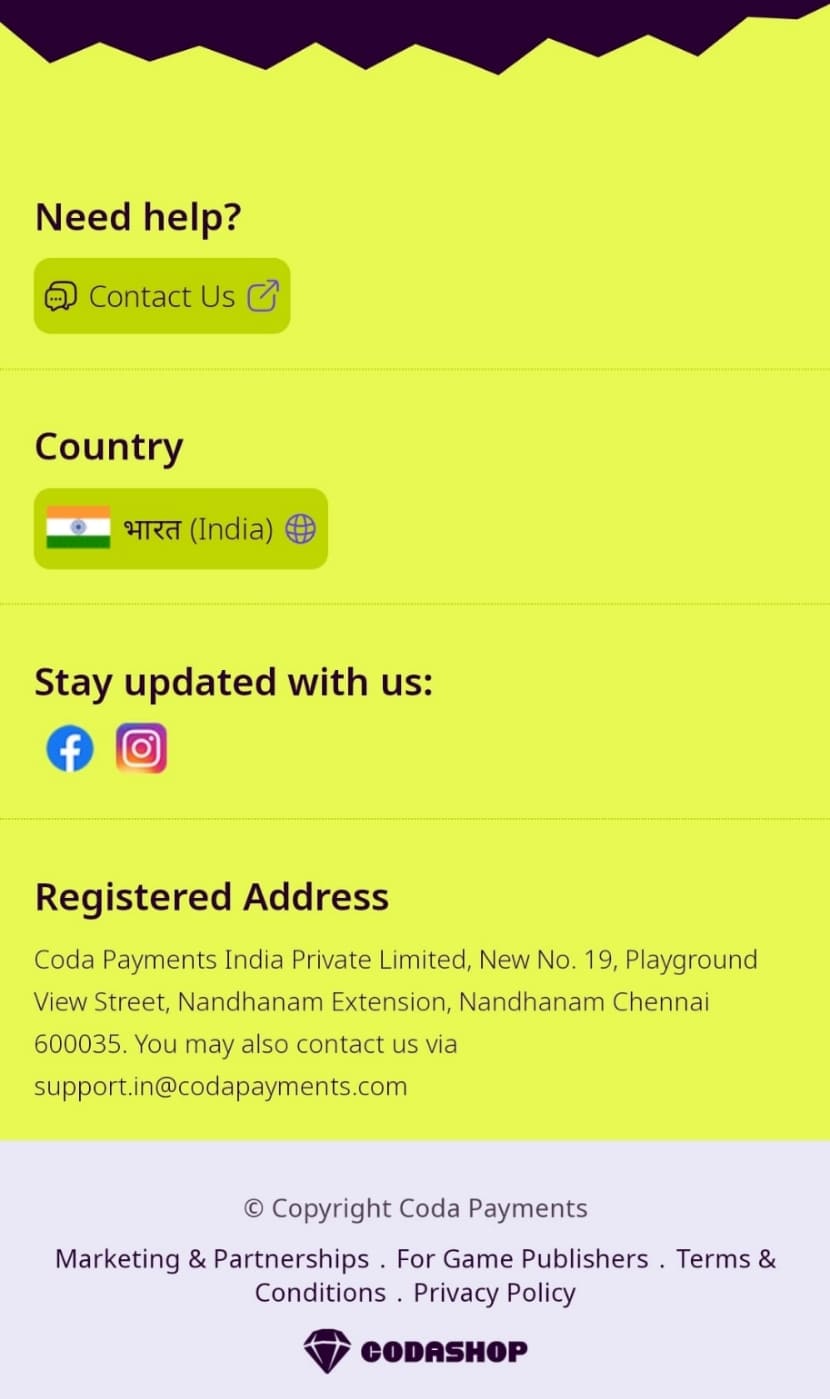 Need help?
Contact Us
Country
भारत (India)
Stay updated with us:
Registered Address
Coda Payments India Private Limited, New No. 19, Playground
View Street, Nandhanam Extension, Nandhanam Chennai
600035. You may also contact us via
support.in@codapayments.com
© Copyright Coda Payments
Marketing & Partnerships . For Game Publishers . Terms &
Conditions . Privacy Policy
CODASHOP